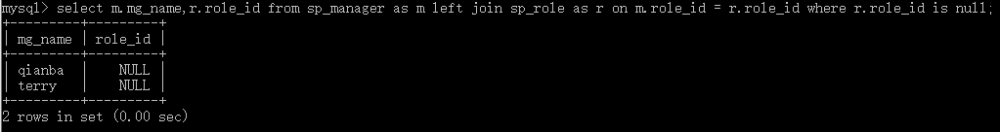 mysql> select m.mg_name,r.role_id from sp_manager as m left join sp_role as r on m.role_id = r.role_id where r.role_id is null;
+---------+---------+
| mg_name | role_id |
+---------+---------+
| qianba  |    NULL |
| terry   |    NULL |
+---------+---------+
2 rows in set (0.00 sec)